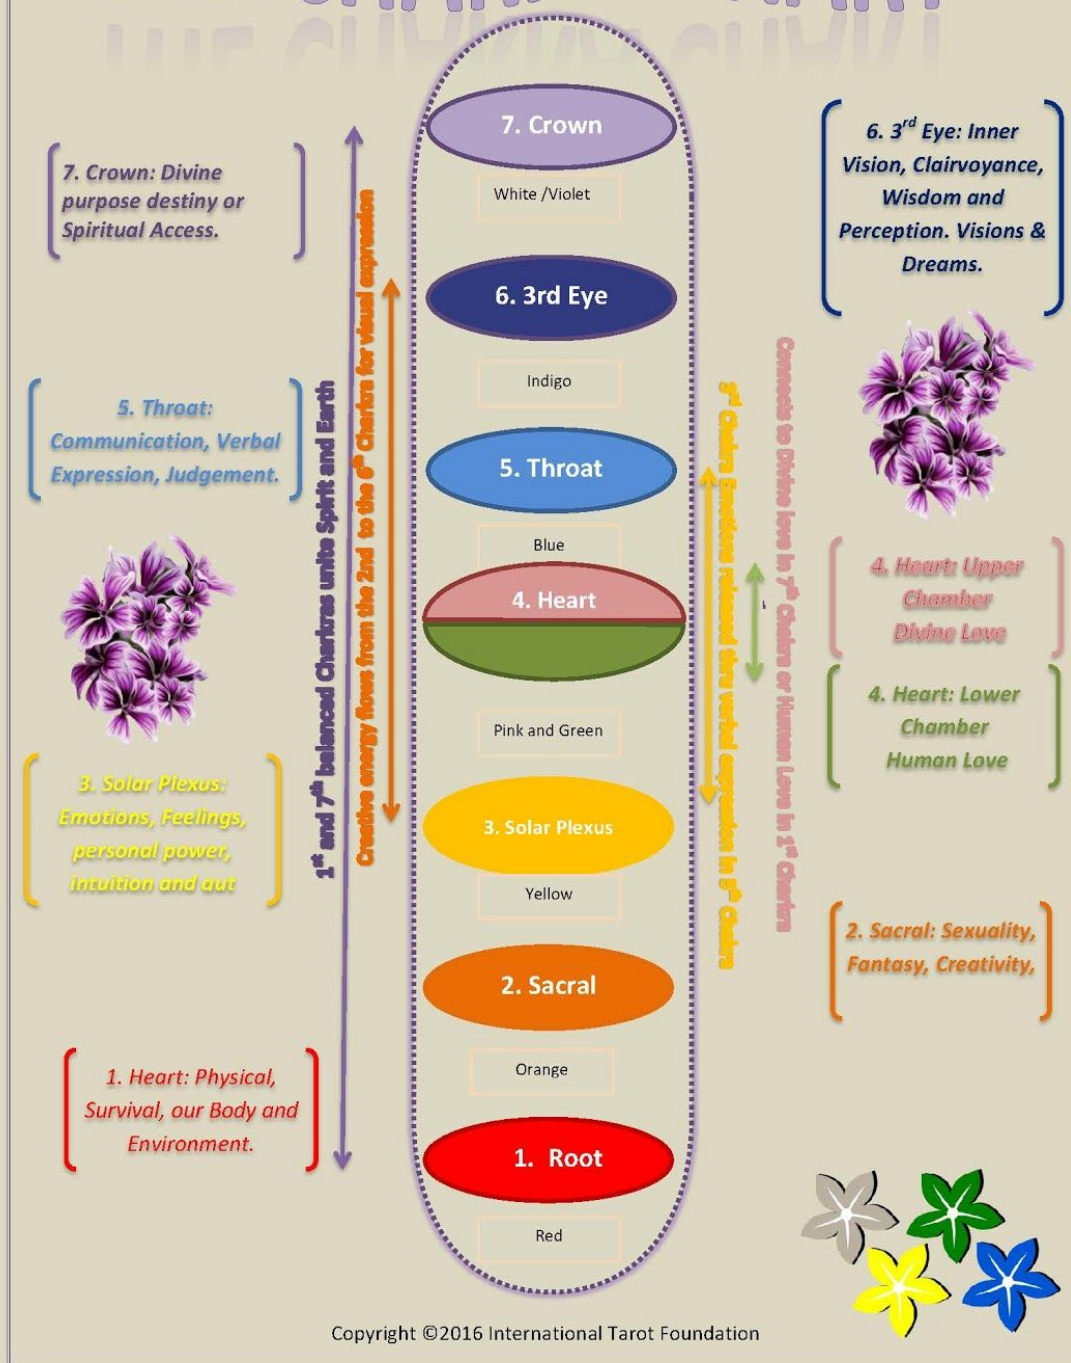 7. Crown
White /Violet
6. 3rd Eye
Indigo
5. Throat
Blue
4. Heart
Pink and Green
3. Solar Plexus
Yellow
2. Sacral
Orange
1. Root
Red
7. Crown: Divine
purpose destiny or
Spiritual Access.
5. Throat:
Communication, Verbal
Expression, Judgement.
3. Solar Plexus:
Emotions, Feelings,
personal power,
intuition and gut
1. Heart: Physical,
Survival, our Body and
Environment.
1st and 7th balanced Charkras unite Spirit and Earth
Creative energy flows from the 2nd to the 6th Charkra for visual expression
3rd Chakra Emotions released thru verbal expression in 5th Chakra
Connects to Divine love in 7th Chakra or Human Love in 1st Charkra
6. 3rd Eye: Inner
Vision, Clairvoyance,
Wisdom and
Perception. Visions &
Dreams.
4. Heart: Upper
Chamber
Divine Love
4. Heart: Lower
Chamber
Human Love
2. Sacral: Sexuality,
Fantasy, Creativity,
Copyright ©2016 International Tarot Foundation